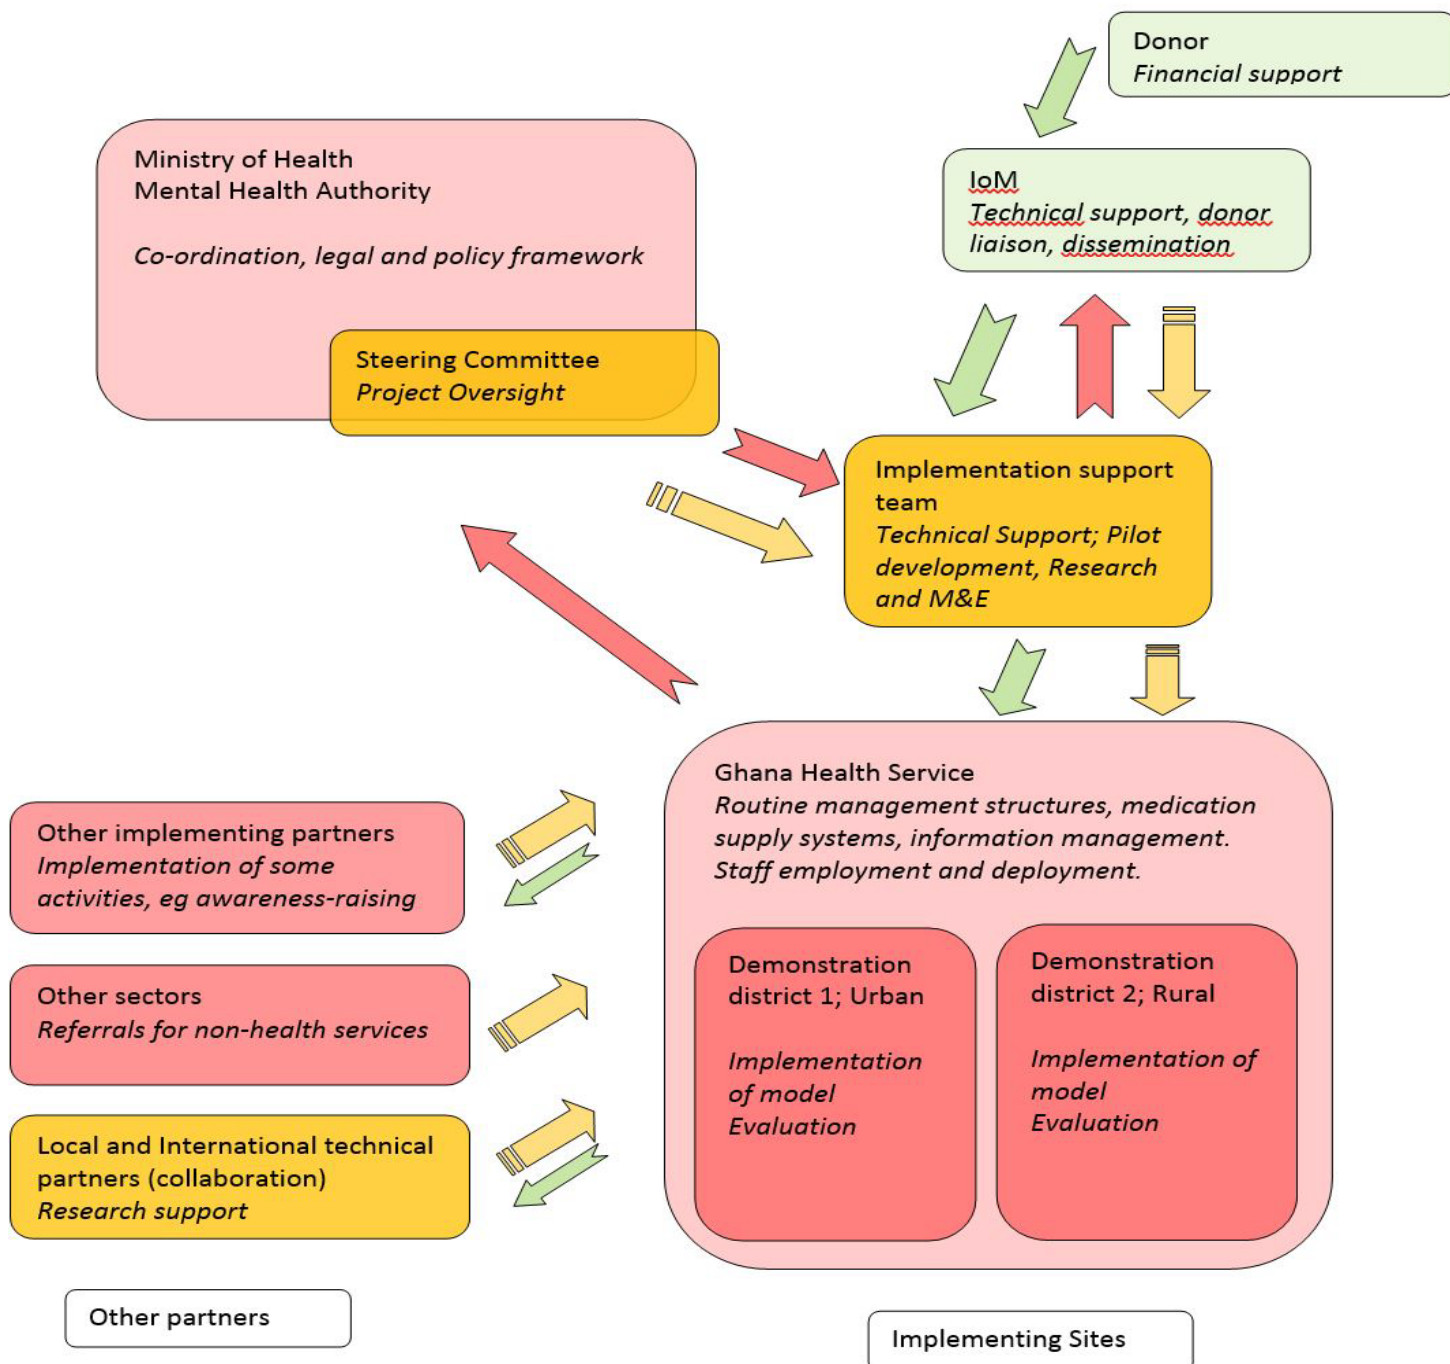 Donor
Financial support
Ministry of Health
Mental Health Authority
Co-ordination, legal and policy framework
IoM
Technical support, donor
liaison, dissemination
Steering Committee
Project Oversight
Implementation support
team
Technical Support; Pilot
development, Research
and M&E
Ghana Health Service
Routine management structures, medication
supply systems, information management.
Staff employment and deployment.
Other implementing partners
Implementation of some
activities, eg awareness-raising
Other sectors
Referrals for non-health services
Local and International technical
partners (collaboration)
Research support
Demonstration
district 1; Urban
Implementation
of model
Evaluation
Demonstration
district 2; Rural
Implementation of
model
Evaluation
Other partners
Implementing Sites